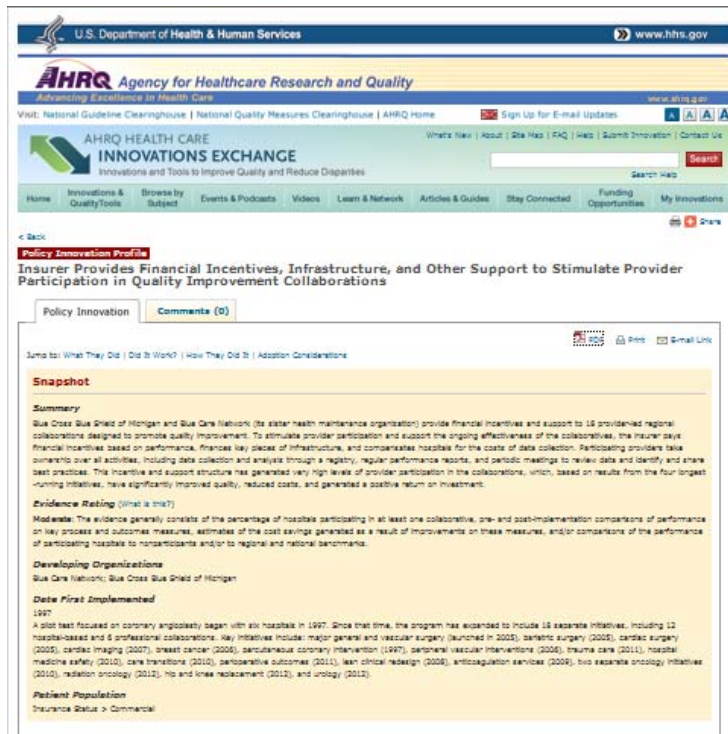 U.S. Department of Health & Human Services
www.hhs.gov
AHRQ Agency for Healthcare Research and Quality
Advancing Excellence in Health Care
www.ahrq.gov
Visit: National Guideline Clearinghouse | National Quality Measures Clearinghouse | AHRQ Home
Sign Up for E-mail Updates
A A A A
AHRQ HEALTH CARE
INNOVATIONS EXCHANGE
Innovations and Tools to Improve Quality and Reduce Disparities
What's New | About | Site Map | FAQ | Help | Submit Innovation | Contact Us
Search
Search Help
Home
Innovations & QualityTools
Browse by Subject
Events & Podcasts
Videos
Learn & Network
Articles & Guides
Stay Connected
Funding Opportunities
My Innovations
Share
< Back
Policy Innovation Profile
Insurer Provides Financial Incentives, Infrastructure, and Other Support to Stimulate Provider
Participation in Quality Improvement Collaborations
Policy Innovation
Comments (0)
PDF
Print
E-mail Link
Jump to: What They Did | Did It Work? | How They Did It | Adoption Considerations
Snapshot
Summary
Blue Cross Blue Shield of Michigan and Blue Care Network (its sister health maintenance organization) provide financial incentives and support to 18 provider-led regional
collaborations designed to promote quality improvement. To stimulate provider participation and support the ongoing effectiveness of the collaboratives, the insurer pays
financial incentives based on performance, finances key pieces of infrastructure, and compensates hospitals for the costs of data collection. Participating providers take
ownership over all activities, including data collection and analysis through a registry, regular performance reports, and periodic meetings to review data and identify and share
best practices. This incentive and support structure has generated very high levels of provider participation in the collaborations, which, based on results from the four longest
-running initiatives, have significantly improved quality, reduced costs, and generated a positive return on investment.
Evidence Rating (What is this?)
Moderate: The evidence generally consists of the percentage of hospitals participating in at least one collaborative, pre- and post-implementation comparisons of performance
on key process and outcomes measures, estimates of the cost savings generated as a result of improvements on these measures, and/or comparisons of the performance
of participating hospitals to nonparticipants and/or to regional and national benchmarks.
Developing Organizations
Blue Care Network; Blue Cross Blue Shield of Michigan
Date First Implemented
1997
A pilot test focused on coronary angioplasty began with six hospitals in 1997. Since that time, the program has expanded to include 18 separate initiatives, including 12
hospital-based and 6 professional collaborations. Key initiatives include: major general and vascular surgery (launched in 2005), bariatric surgery (2005), cardiac surgery
(2005), cardiac imaging (2007), breast cancer (2006), percutaneous coronary intervention (1997), peripheral vascular interventions (2006), trauma care (2011), hospital
medicine safety (2010), care transitions (2010), perioperative outcomes (2011), lean clinical redesign (2008), anticoagulation services (2009), two separate oncology initiatives
(2010), radiation oncology (2012), hip and knee replacement (2012), and urology (2012).
Patient Population
Insurance Status > Commercial